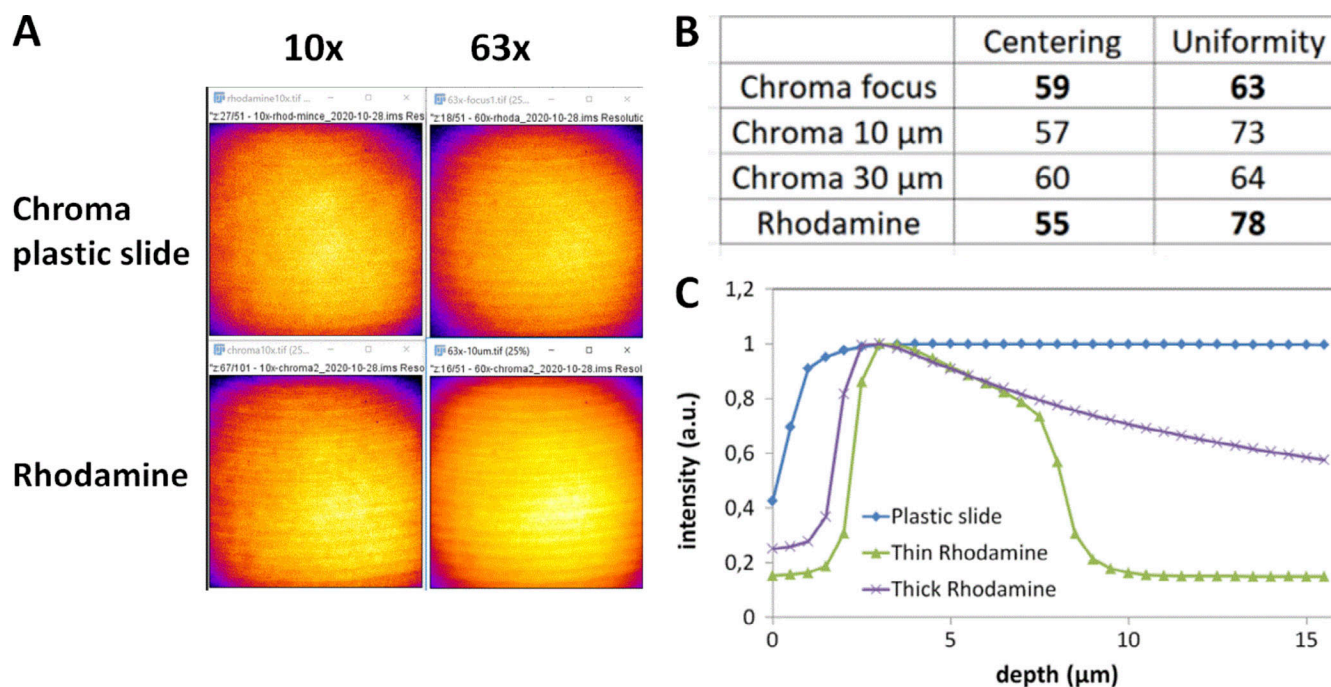 A
10x
63x
rhodamine10x.tif ...
"z:27/51 - 10x-rhod-mince_2020-10-28.ims Res
63x-focus1.tif (25...
"z:18/51 - 60x-rhoda_2020-10-28.ims Resolutio
Chroma
plastic slide
chroma10x.tif (25...
"z:67/101 - 10x-chroma2_2020-10-28.ims Reso
63x-10um.tif (25%)
"z:16/51 - 60x-chroma2_2020-10-28.ims Resol
Rhodamine
B
Centering Uniformity
Chroma focus 59 63
Chroma 10 µm 57 73
Chroma 30 µm 60 64
Rhodamine 55 78
C
1,2
1
0,8
0,6
0,4
0,2
0
intensity (a.u.)
Plastic slide
Thin Rhodamine
Thick Rhodamine
0 5 10 15
depth (µm)